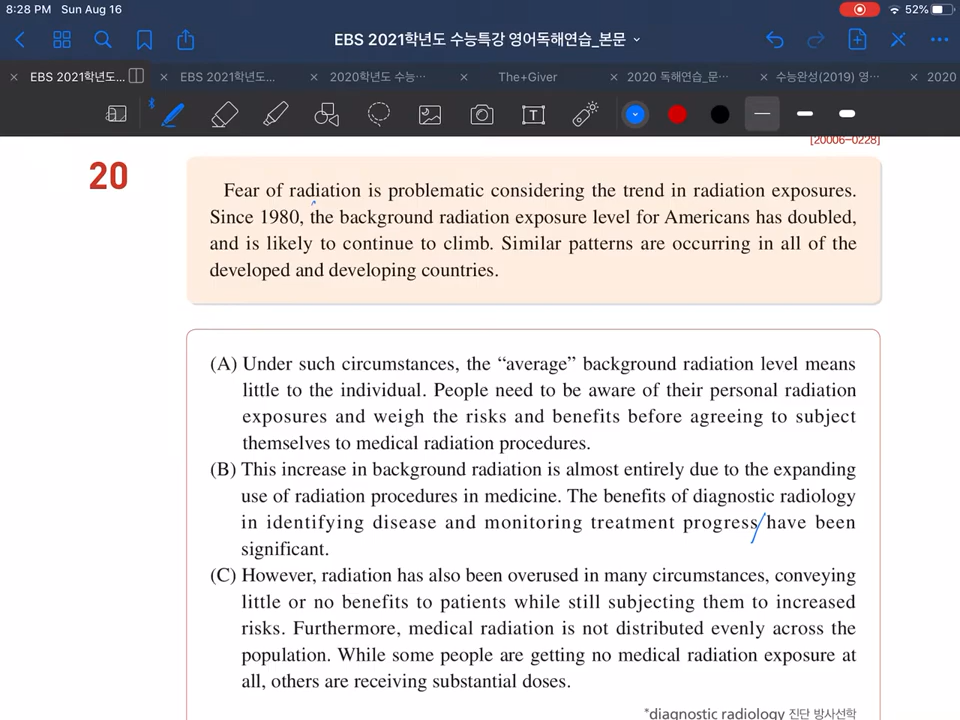 8:28 PM Sun Aug 16
52%
EBS 2021학년도 수능특강 영어독해연습_본문
EBS 2021학년도...
EBS 2021학년도...
2020학년도 수능...
The+Giver
2020 독해연습_문...
수능완성(2019) 영...
2020
[20006-0228]
20
Fear of radiation is problematic considering the trend in radiation exposures.
Since 1980, the background radiation exposure level for Americans has doubled,
and is likely to continue to climb. Similar patterns are occurring in all of the
developed and developing countries.
(A) Under such circumstances, the “average” background radiation level means
little to the individual. People need to be aware of their personal radiation
exposures and weigh the risks and benefits before agreeing to subject
themselves to medical radiation procedures.
(B) This increase in background radiation is almost entirely due to the expanding
use of radiation procedures in medicine. The benefits of diagnostic radiology
in identifying disease and monitoring treatment progress have been
significant.
(C) However, radiation has also been overused in many circumstances, conveying
little or no benefits to patients while still subjecting them to increased
risks. Furthermore, medical radiation is not distributed evenly across the
population. While some people are getting no medical radiation exposure at
all, others are receiving substantial doses.
*diagnostic radiology 진단 방사선학